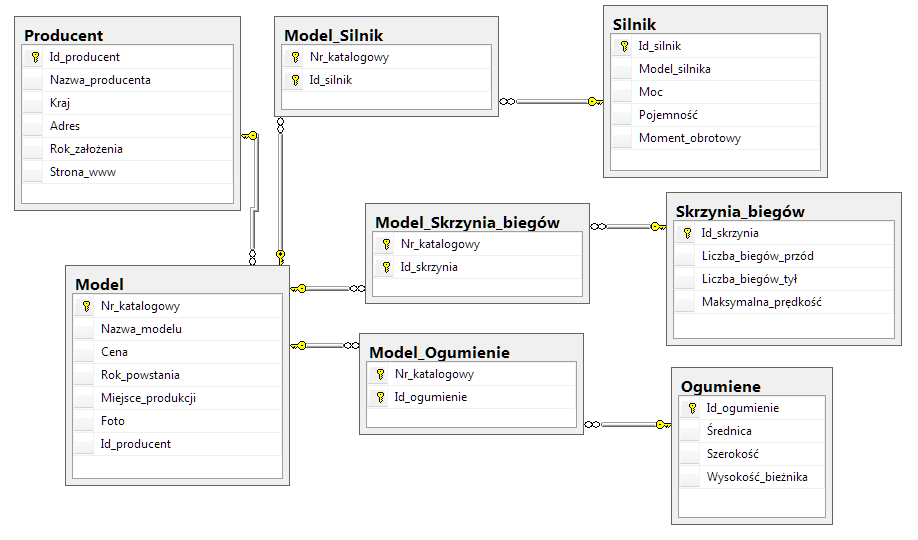 Producent
Id_producent
Nazwa_producenta
Kraj
Adres
Rok_założenia
Strona_www
Model_Silnik
Nr_katalogowy
Id_silnik
Silnik
Id_silnik
Model_silnika
Moc
Pojemność
Moment_obrotowy
Model_Skrzynia_biegów
Nr_katalogowy
Id_skrzynia
Skrzynia_biegów
Id_skrzynia
Liczba_biegów_przód
Liczba_biegów_tył
Maksymalna_prędkość
Model
Nr_katalogowy
Nazwa_modelu
Cena
Rok_powstania
Miejsce_produkcji
Foto
Id_producent
Model_Ogumienie
Nr_katalogowy
Id_ogumienie
Ogumiene
Id_ogumienie
Średnica
Szerokość
Wysokość_bieżnika